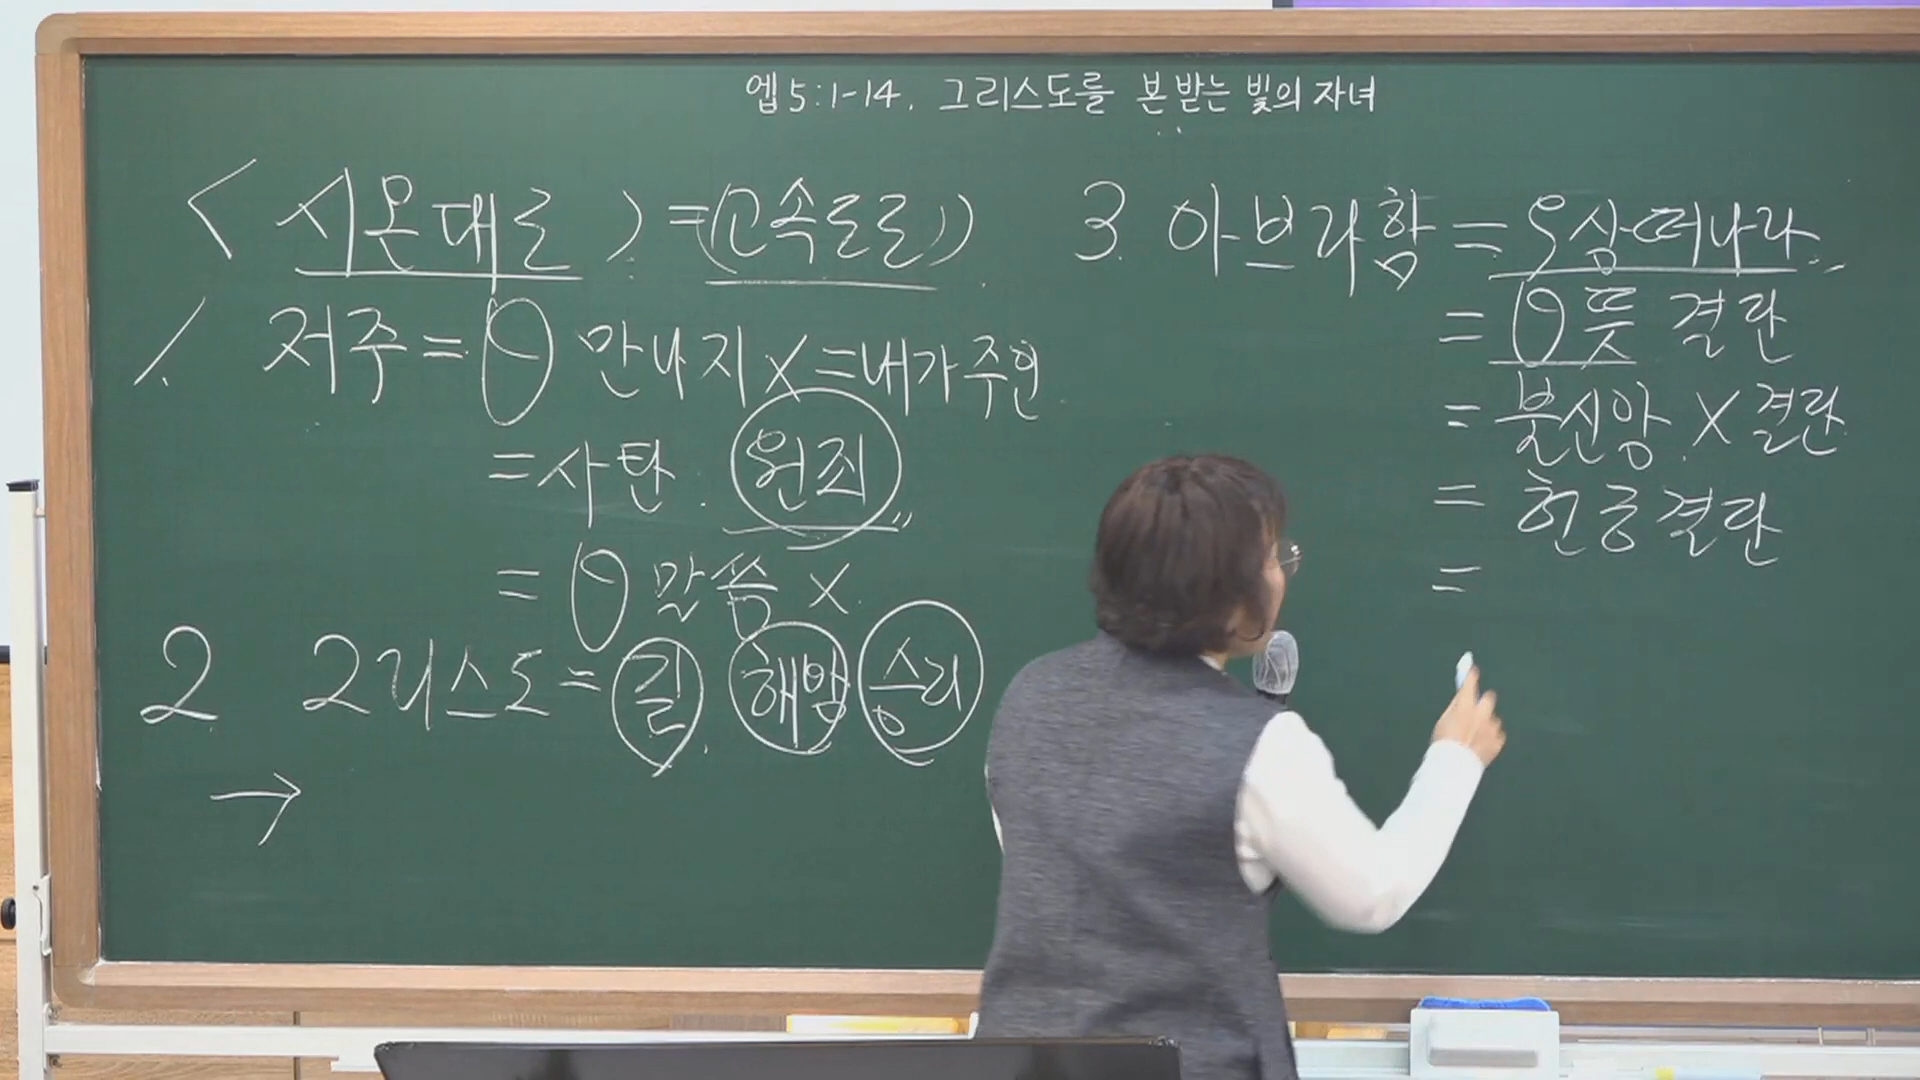 엡5:1-14. 그리스도를 본받는 빛의 자녀
<시온대로> = (고속도로)
1. 저주 = 만나지 X = 내가 주인
= 사탄. 원죄
= 말씀 X
2 그리스도 = 길. 해방 승리
→
3. 아브라함 = 우상 떠나라
= 뜻 결단
= 불신앙 X 결단
= 헌금 결단
=